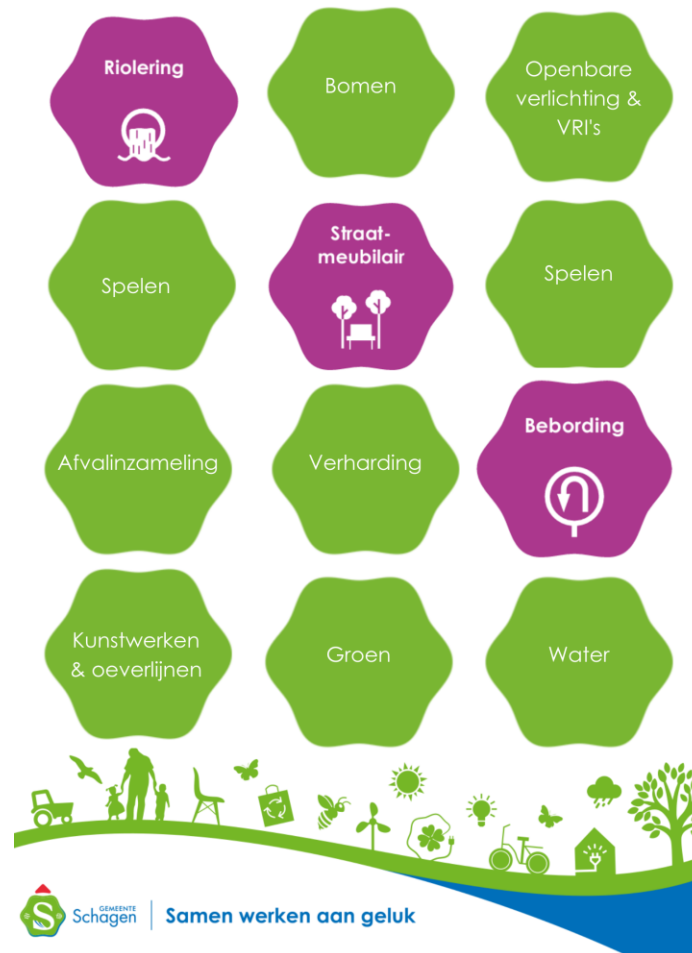 Riolering
Bomen
Openbare
verlichting &
VRI's
Spelen
Straat-
meubilair
Spelen
Afvalinzameling
Verharding
Bebording
Kunstwerken
& oeverlijnen
Groen
Water
S
GEMEENTE
Schagen
Samen werken aan geluk